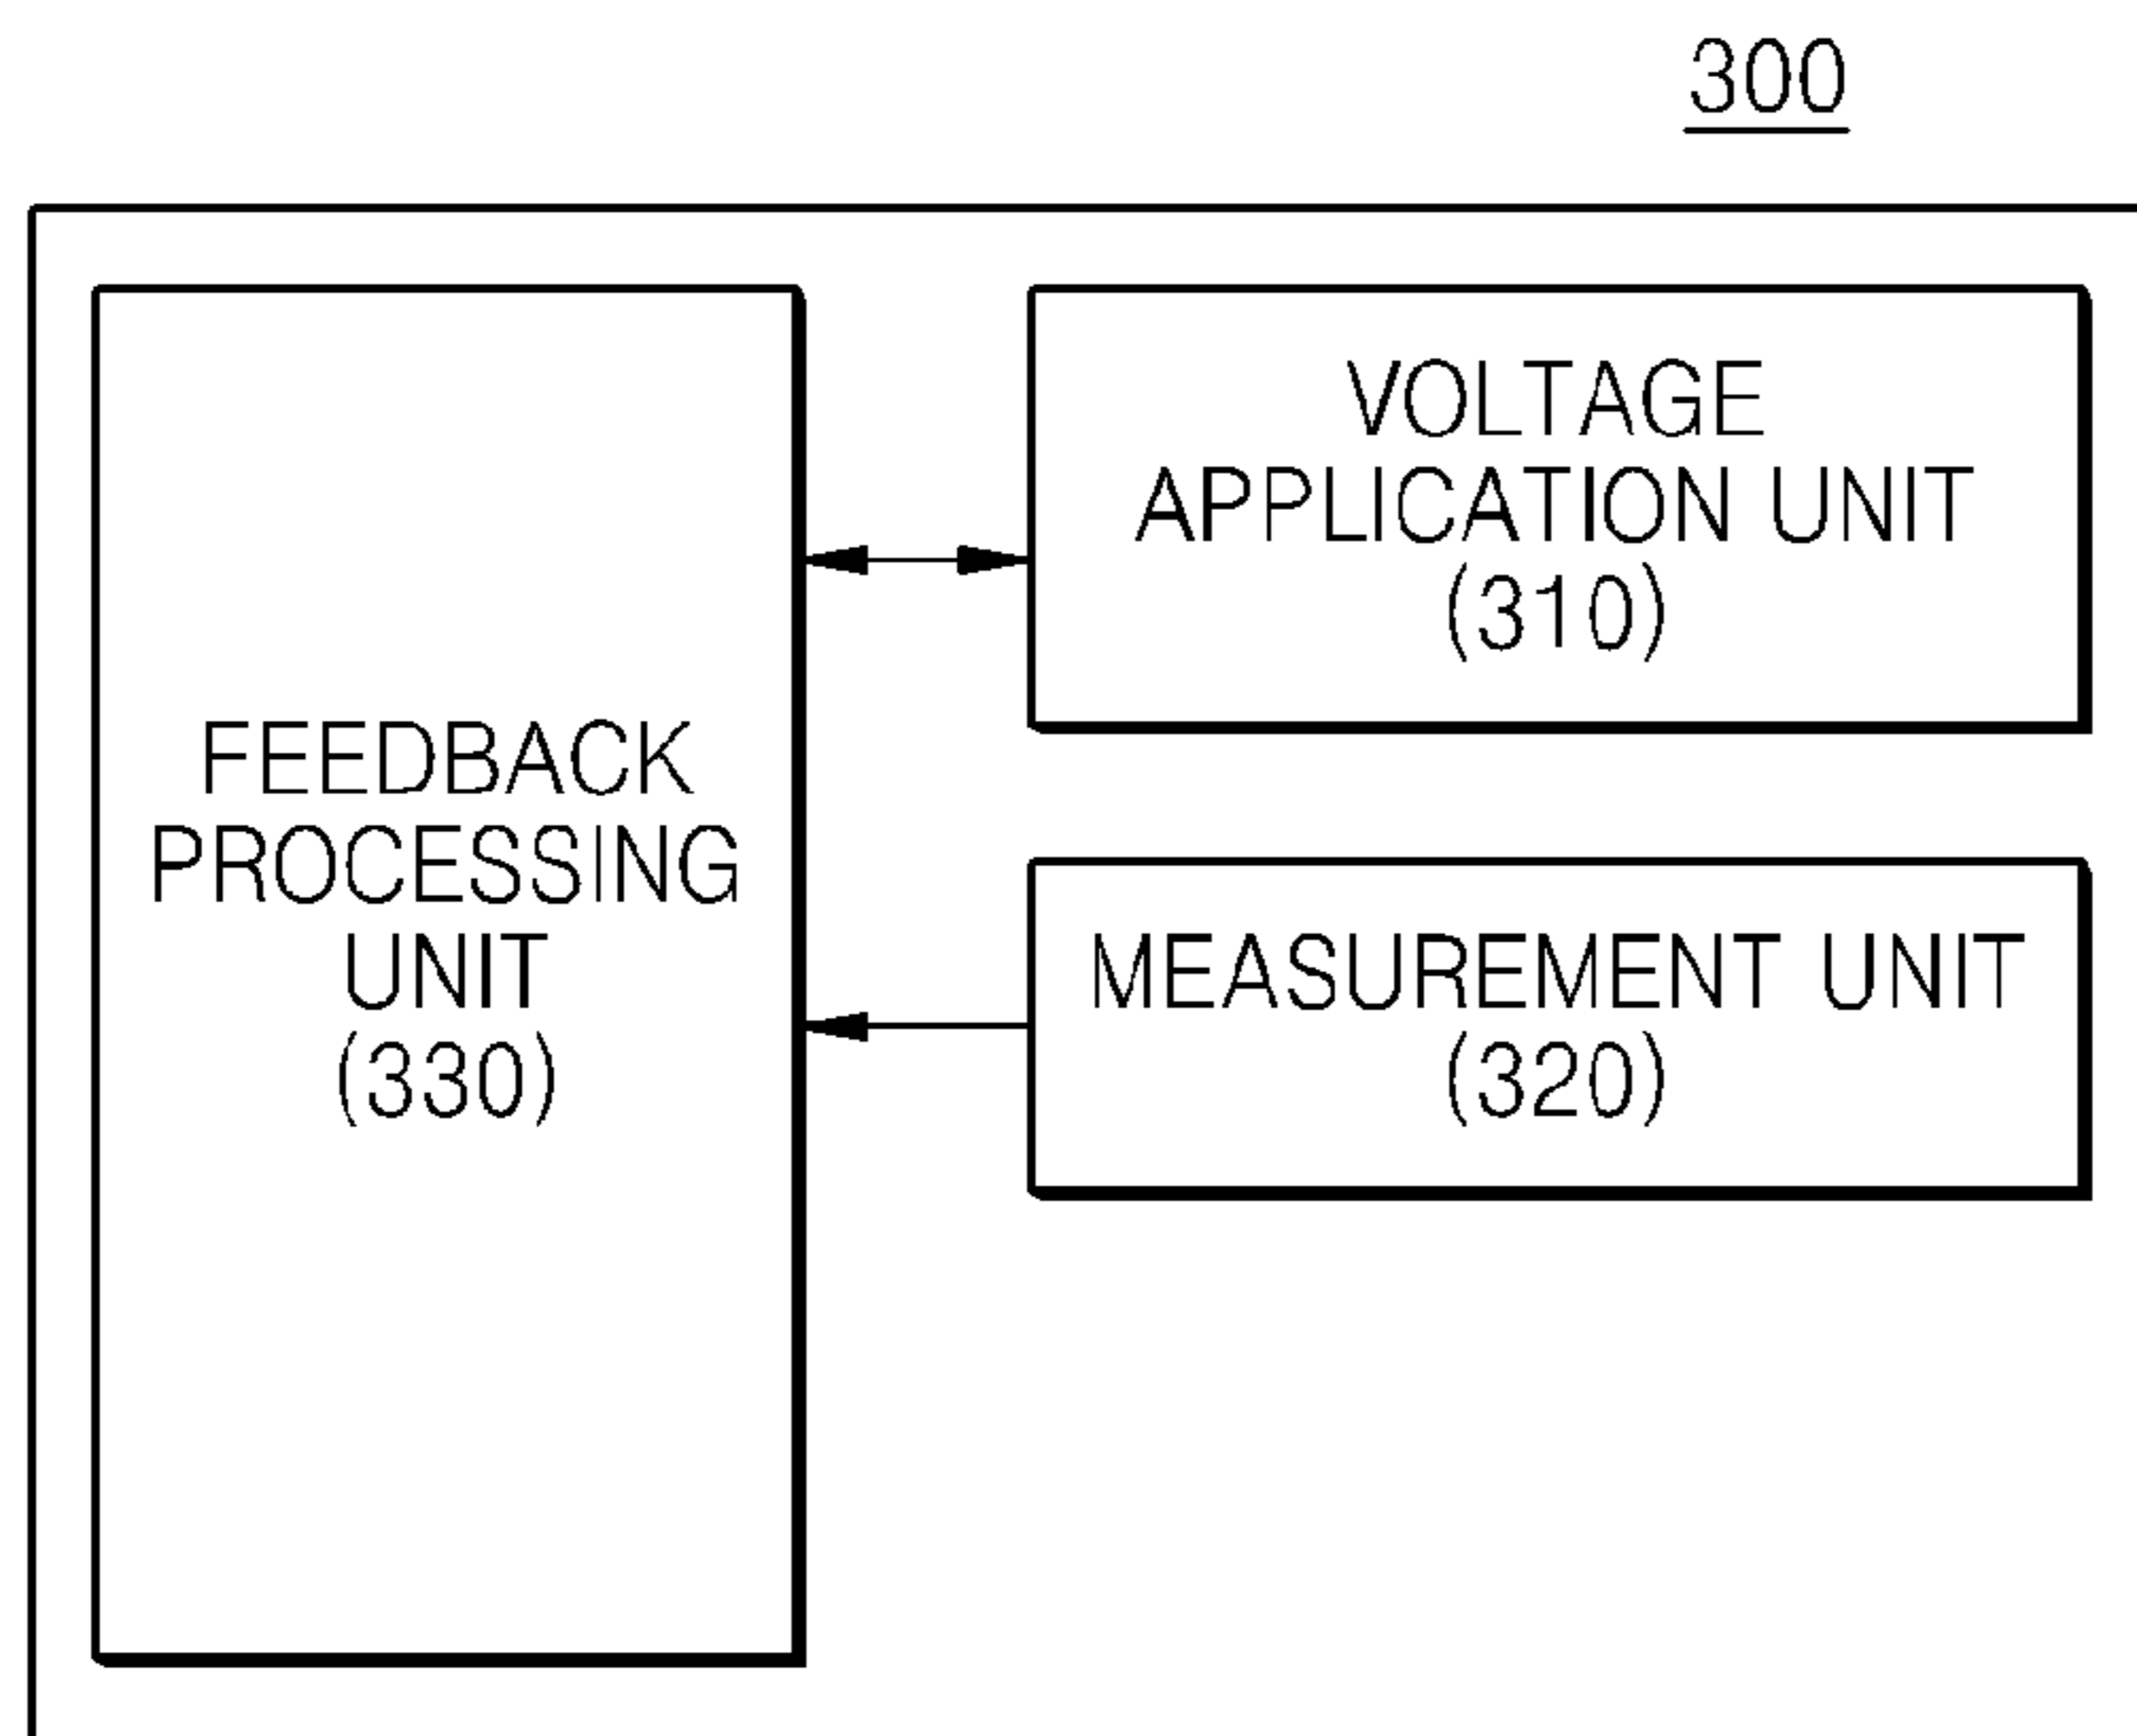 300
VOLTAGE
APPLICATION UNIT
(310)
FEEDBACK
PROCESSING
UNIT
(330)
MEASUREMENT UNIT
(320)